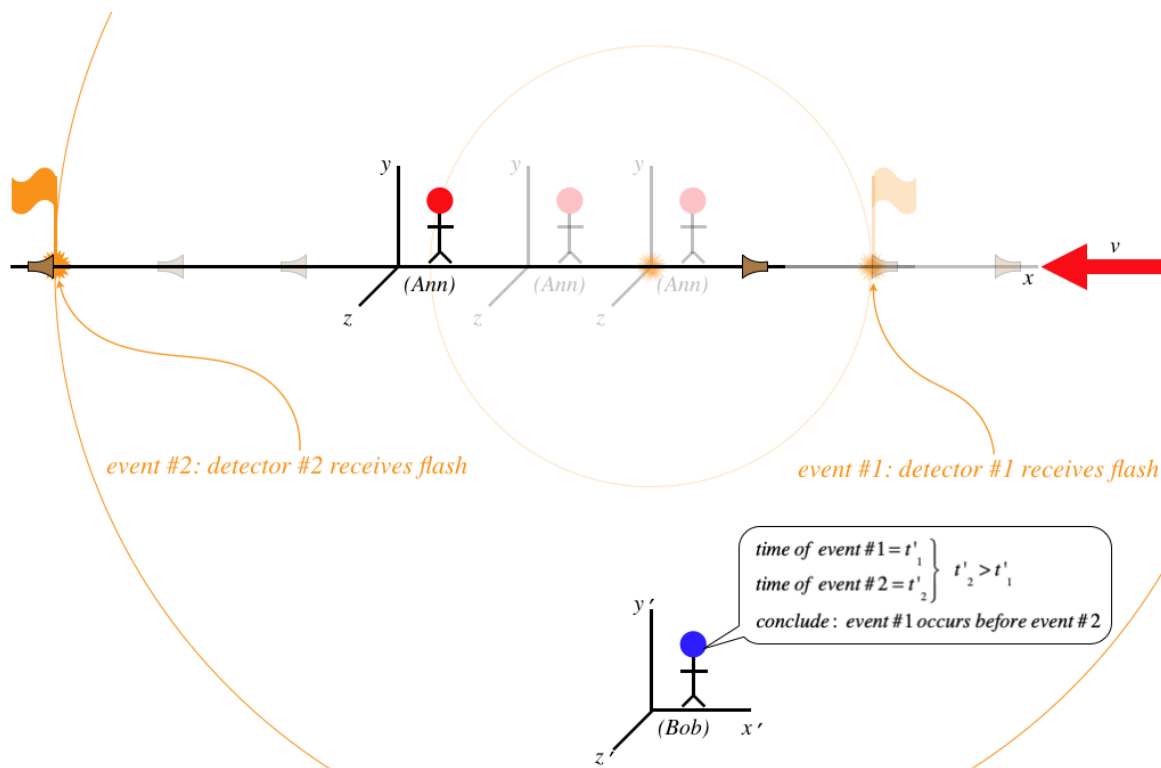 y
y
y
v
(Ann)
(Ann)
(Ann)
x
z
z
z
event #2: detector #2 receives flash
event #1: detector #1 receives flash
time of event #1 = t'₁
time of event #2 = t'₂
t'₂ > t'₁
conclude: event #1 occurs before event #2
y'
(Bob)
x'
z'